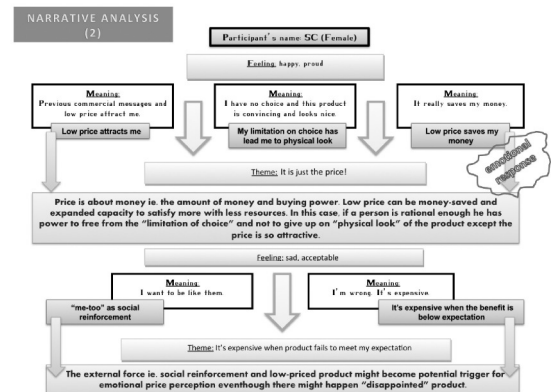 NARRATIVE ANALYSIS
(2)
Participant's name: SC (Female)
Feeling: happy, proud
Meaning:
Previous commercial messages and
low price attract me.
Low price attracts me
Meaning:
I have no choice and this product
is convincing and looks nice.
My limitation on choice has
lead me to physical look
Meaning:
It really saves my money.
Low price saves my
money
emotional
response
Theme: It is just the price!
Price is about money ie. the amount of money and buying power. Low price can be money-saved and
expanded capacity to satisfy more with less resources. In this case, if a person is rational enough he has
power to free from the “limitation of choice” and not to give up on “physical look” of the product except the
price is so attractive.
Feeling: sad, acceptable
Meaning
I want to be like them.
"me-too" as social
reinforcement
Meaning:
I'm wrong. It's expensive.
It's expensive when the benefit is
below expectation
Theme: It's expensive when product fails to meet my expectation
The external force ie. social reinforcement and low-priced product might become potential trigger for
emotional price perception eventhough there might happen “disappointed” product.